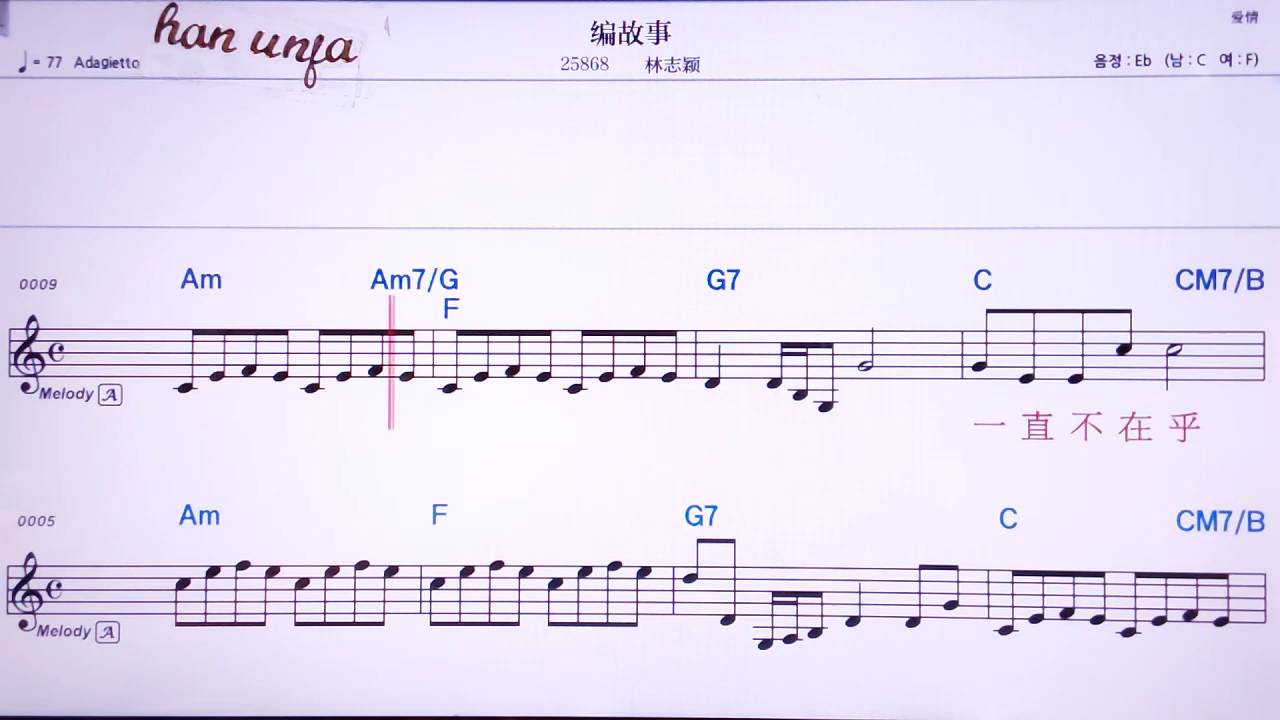 爱情
han unfa
编故事
♩= 77 Adagietto
25868 林志颖
음정 : Eb (남 : C 여 : F)
0009 Am Am7/G G7 C CM7/B
F
Melody A
一直不在乎
0005 Am F G7 C CM7/B
Melody A